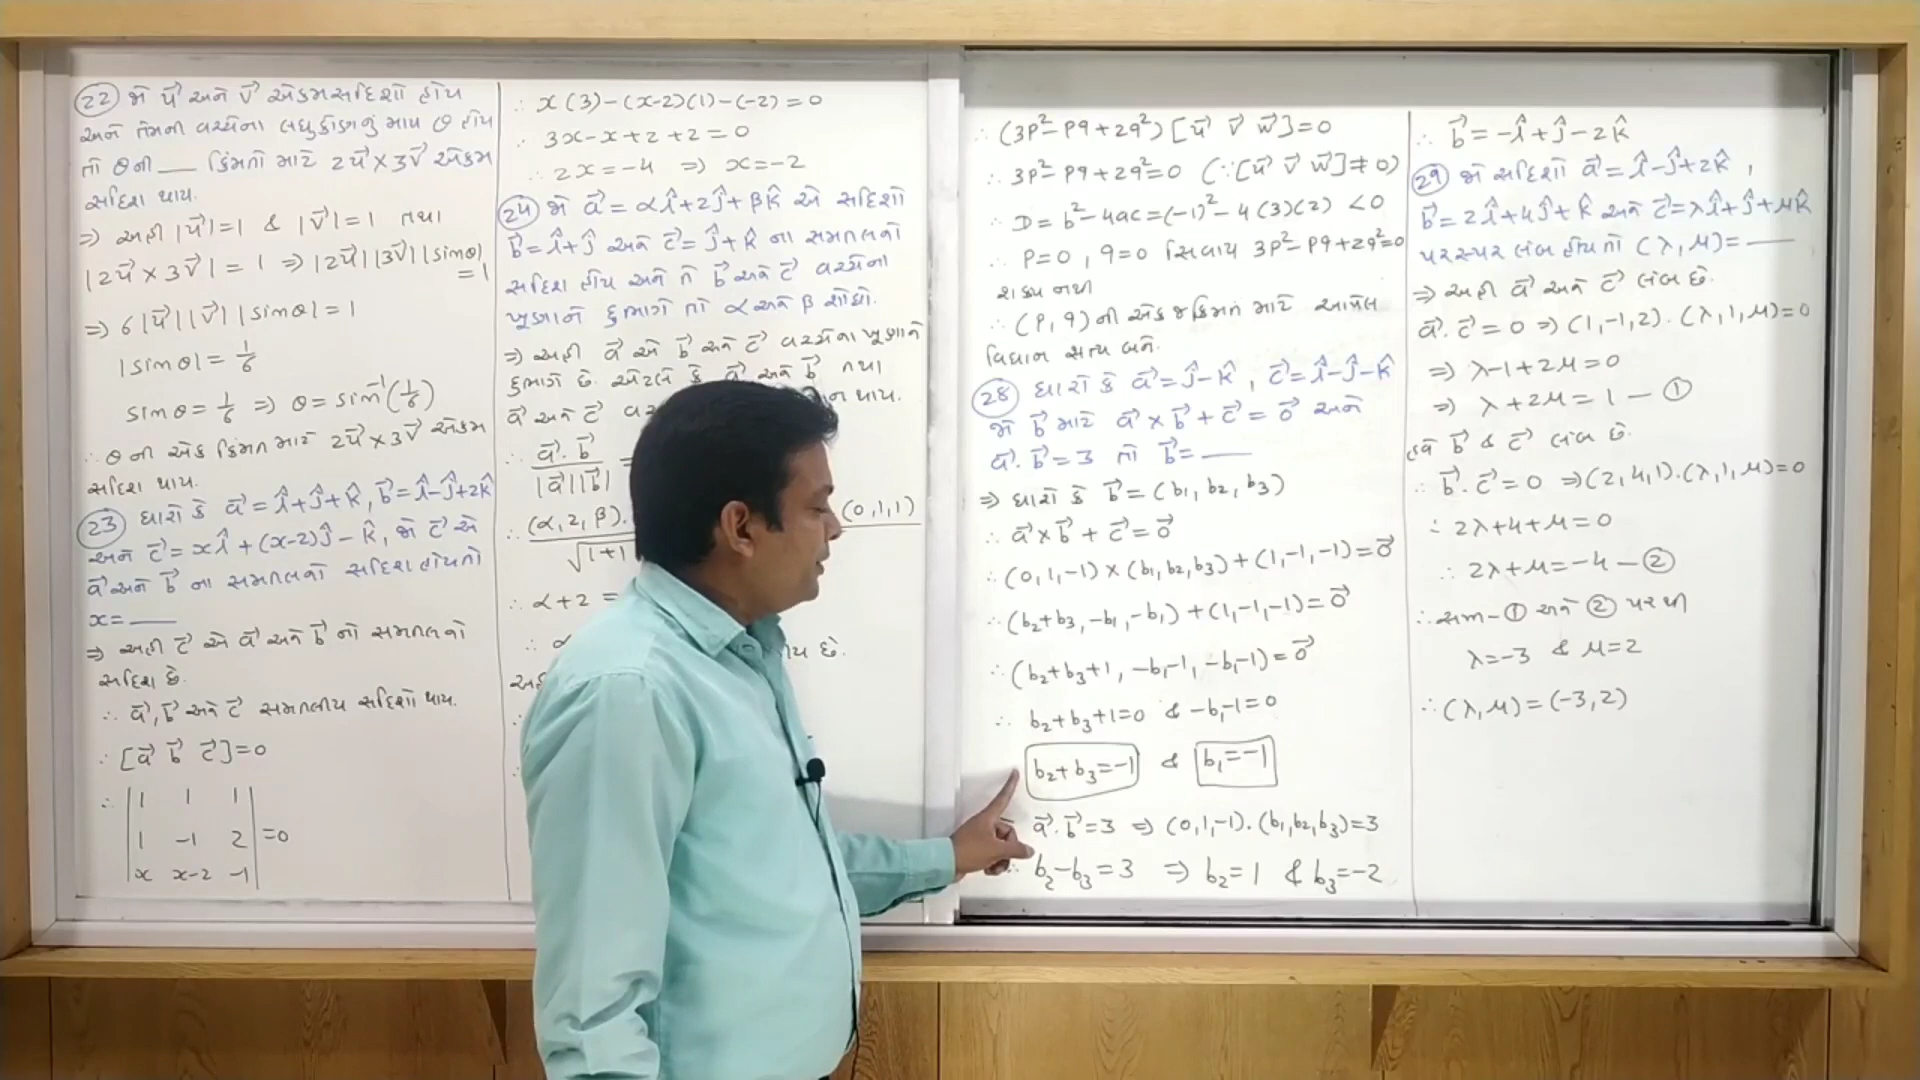 22 જો u⃗ અને v⃗ એકમ સદિશો હોય
અને તેમની વચ્ચેના લઘુકોણનું માપ θ હોય
તો θની ___ કિંમતો માટે 2u⃗ × 3v⃗ એકમ
સદિશ થાય.
⇒ અહીં |u⃗|=1 & |v⃗|=1 તથા
|2u⃗ × 3v⃗| = 1 ⇒ |2u⃗| |3v⃗| |sinθ| = 1
⇒ 6|u⃗| |v⃗| |sinθ| = 1
|sinθ| = 1/6
sinθ = 1/6 ⇒ θ = sin⁻¹(1/6)
∴ θ ની એક કિંમત માટે 2u⃗ × 3v⃗ એકમ
સદિશ થાય.
23 ધારો કે a⃗ = î+ĵ+k̂, b⃗ = î-ĵ+2k̂
અને c⃗ = xî + (x-2)ĵ - k̂, જો c⃗ એ
a⃗ અને b⃗ ના સમતલનો સદિશ હોય તો
x = ___
⇒ અહીં c⃗ એ a⃗ અને b⃗ નો સમતલનો
સદિશ છે.
∴ a⃗, b⃗ અને c⃗ સમતલીય સદિશો થાય.
∴ [a⃗ b⃗ c⃗] = 0
∴ | 1 1 1 |
| 1 -1 2 | = 0
| x x-2 -1 |
∴ x(3) - (x-2)(1) - (-2) = 0
∴ 3x - x + 2 + 2 = 0
∴ 2x = -4 ⇒ x = -2
24 જો a⃗ = αî + 2ĵ + βk̂ એ સદિશો
b⃗ = î+ĵ અને c⃗ = ĵ+k̂ ના સમતલનો
સદિશ હોય અને તે b⃗ અને c⃗ વચ્ચેના
ખૂણાને દુભાગે તો α અને β શોધો.
⇒ અહીં a⃗ એ b⃗ અને c⃗ વચ્ચેના ખૂણાને
દુભાગે છે. એટલે કે a⃗ અને b⃗ તથા
a⃗ અને c⃗ થાય.
∴ a⃗ . b⃗ / |a⃗| |b⃗| =
∴ (α, 2, β). (0,1,1)
√1+1
∴ α + 2 =
∴ α છે.
∴ (3p² - pq + 2q²) [u⃗ v⃗ w⃗] = 0
∴ 3p² - pq + 2q² = 0 (∵ [u⃗ v⃗ w⃗] ≠ 0)
∴ D = b² - 4ac = (-1)² - 4(3)(2) < 0
∴ p=0, q=0 સિવાય 3p² - pq + 2q² = 0
શક્ય નથી
∴ (p, q) ની એક જ કિંમત માટે આપેલ
વિધાન સત્ય બને.
28 ધારો કે a⃗ = ĵ-k̂, c⃗ = î-ĵ-k̂
જો b⃗ માટે a⃗ × b⃗ + c⃗ = 0⃗ અને
a⃗ . b⃗ = 3 તો b⃗ = ___
⇒ ધારો કે b⃗ = (b₁, b₂, b₃)
∴ a⃗ × b⃗ + c⃗ = 0⃗
∴ (0,1,-1) × (b₁, b₂, b₃) + (1,-1,-1) = 0⃗
∴ (b₂+b₃, -b₁, -b₁) + (1,-1,-1) = 0⃗
∴ (b₂+b₃+1, -b₁-1, -b₁-1) = 0⃗
∴ b₂+b₃+1=0 & -b₁-1=0
b₂+b₃=-1 & b₁=-1
a⃗ . b⃗ = 3 ⇒ (0,1,-1) . (b₁,b₂,b₃) = 3
∴ b₂-b₃ = 3 ⇒ b₂=1 & b₃=-2
∴ b⃗ = -î+ĵ-2k̂
29 જો સદિશો a⃗ = î-ĵ+2k̂,
b⃗ = 2î+4ĵ+k̂ અને c⃗ = λî+ĵ+μk̂
પરસ્પર લંબ હોય તો (λ, μ) = ___
⇒ અહીં a⃗ અને c⃗ લંબ છે.
a⃗ . c⃗ = 0 ⇒ (1,-1,2) . (λ,1,μ) = 0
⇒ λ-1+2μ = 0
⇒ λ+2μ = 1 — ①
હવે b⃗ & c⃗ લંબ છે.
∴ b⃗ . c⃗ = 0 ⇒ (2,4,1) . (λ,1,μ) = 0
∴ 2λ+4+μ = 0
∴ 2λ+μ = -4 — ②
∴ સમ-① અને ② પરથી
λ=-3 & μ=2
∴ (λ, μ) = (-3, 2)